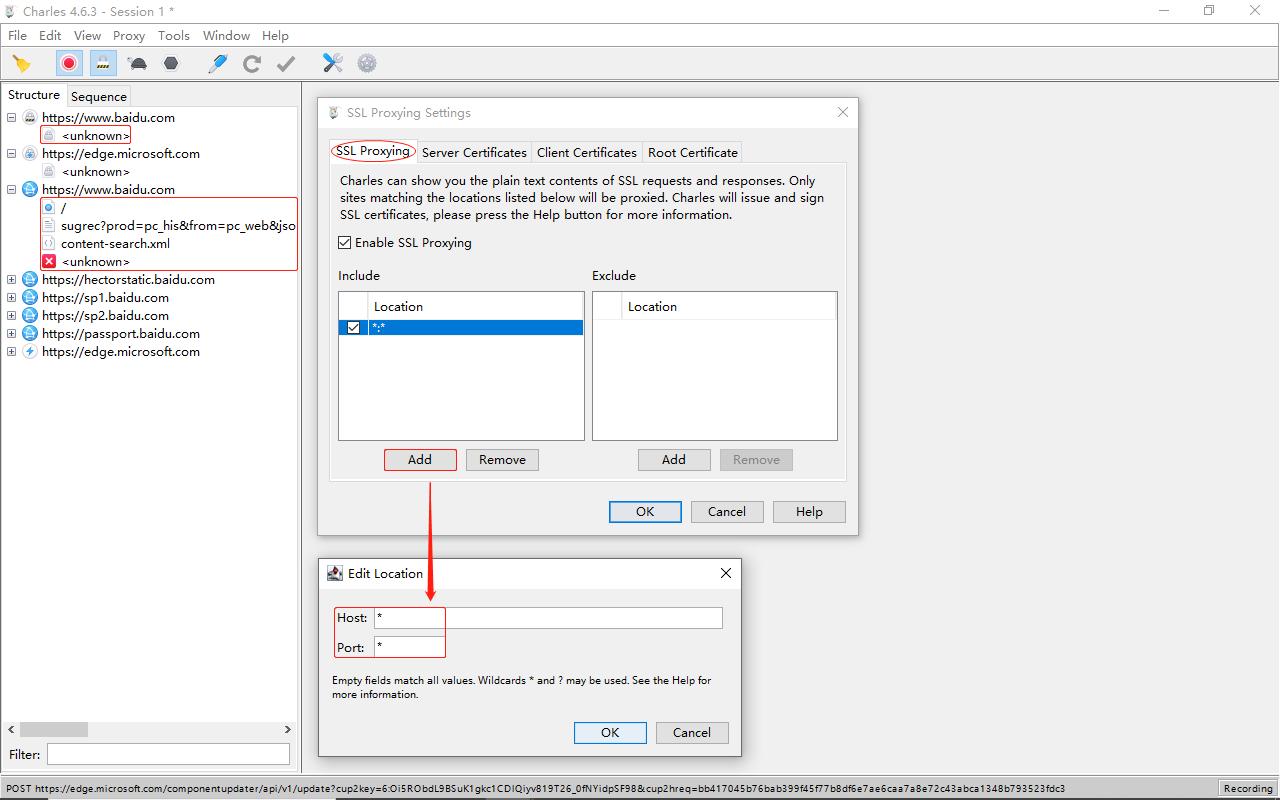 Charles 4.6.3 - Session 1 *
File Edit View Proxy Tools Window Help
Structure Sequence
https://www.baidu.com
<unknown>
https://edge.microsoft.com
<unknown>
https://www.baidu.com
/
sugrec?prod=pc_his&from=pc_web&jso
content-search.xml
<unknown>
https://hectorstatic.baidu.com
https://sp1.baidu.com
https://sp2.baidu.com
https://passport.baidu.com
https://edge.microsoft.com
Filter:
SSL Proxying Settings
SSL Proxying Server Certificates Client Certificates Root Certificate
Charles can show you the plain text contents of SSL requests and responses. Only
sites matching the locations listed below will be proxied. Charles will issue and sign
SSL certificates, please press the Help button for more information.
Enable SSL Proxying
Include Exclude
Location Location
*:*
Add Remove Add Remove
OK Cancel Help
Edit Location
Host: *
Port: *
Empty fields match all values. Wildcards * and ? may be used. See the Help for
more information.
OK Cancel
POST https://edge.microsoft.com/componentupdater/api/v1/update?cup2key=6:Oi5RObdL9BSuK1gkc1CDIQiyv819T26_0fNYidpSF98&cup2hreq=bb417045b76bab399f45f77b8df6e7ae6caa7a8e72c43abca1348b793523fdc3 Recording